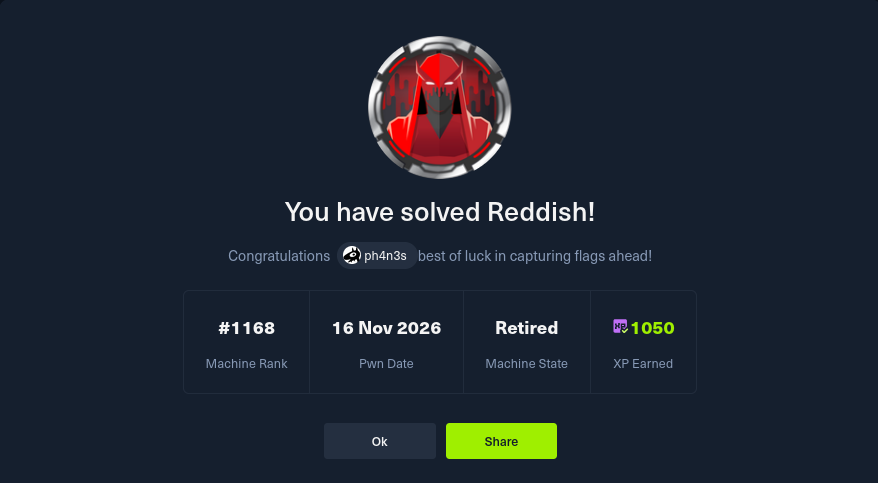 You have solved Reddish!
Congratulations ph4n3s best of luck in capturing flags ahead!
#1168 16 Nov 2026 Retired XP 1050
Machine Rank Pwn Date Machine State XP Earned
Ok Share